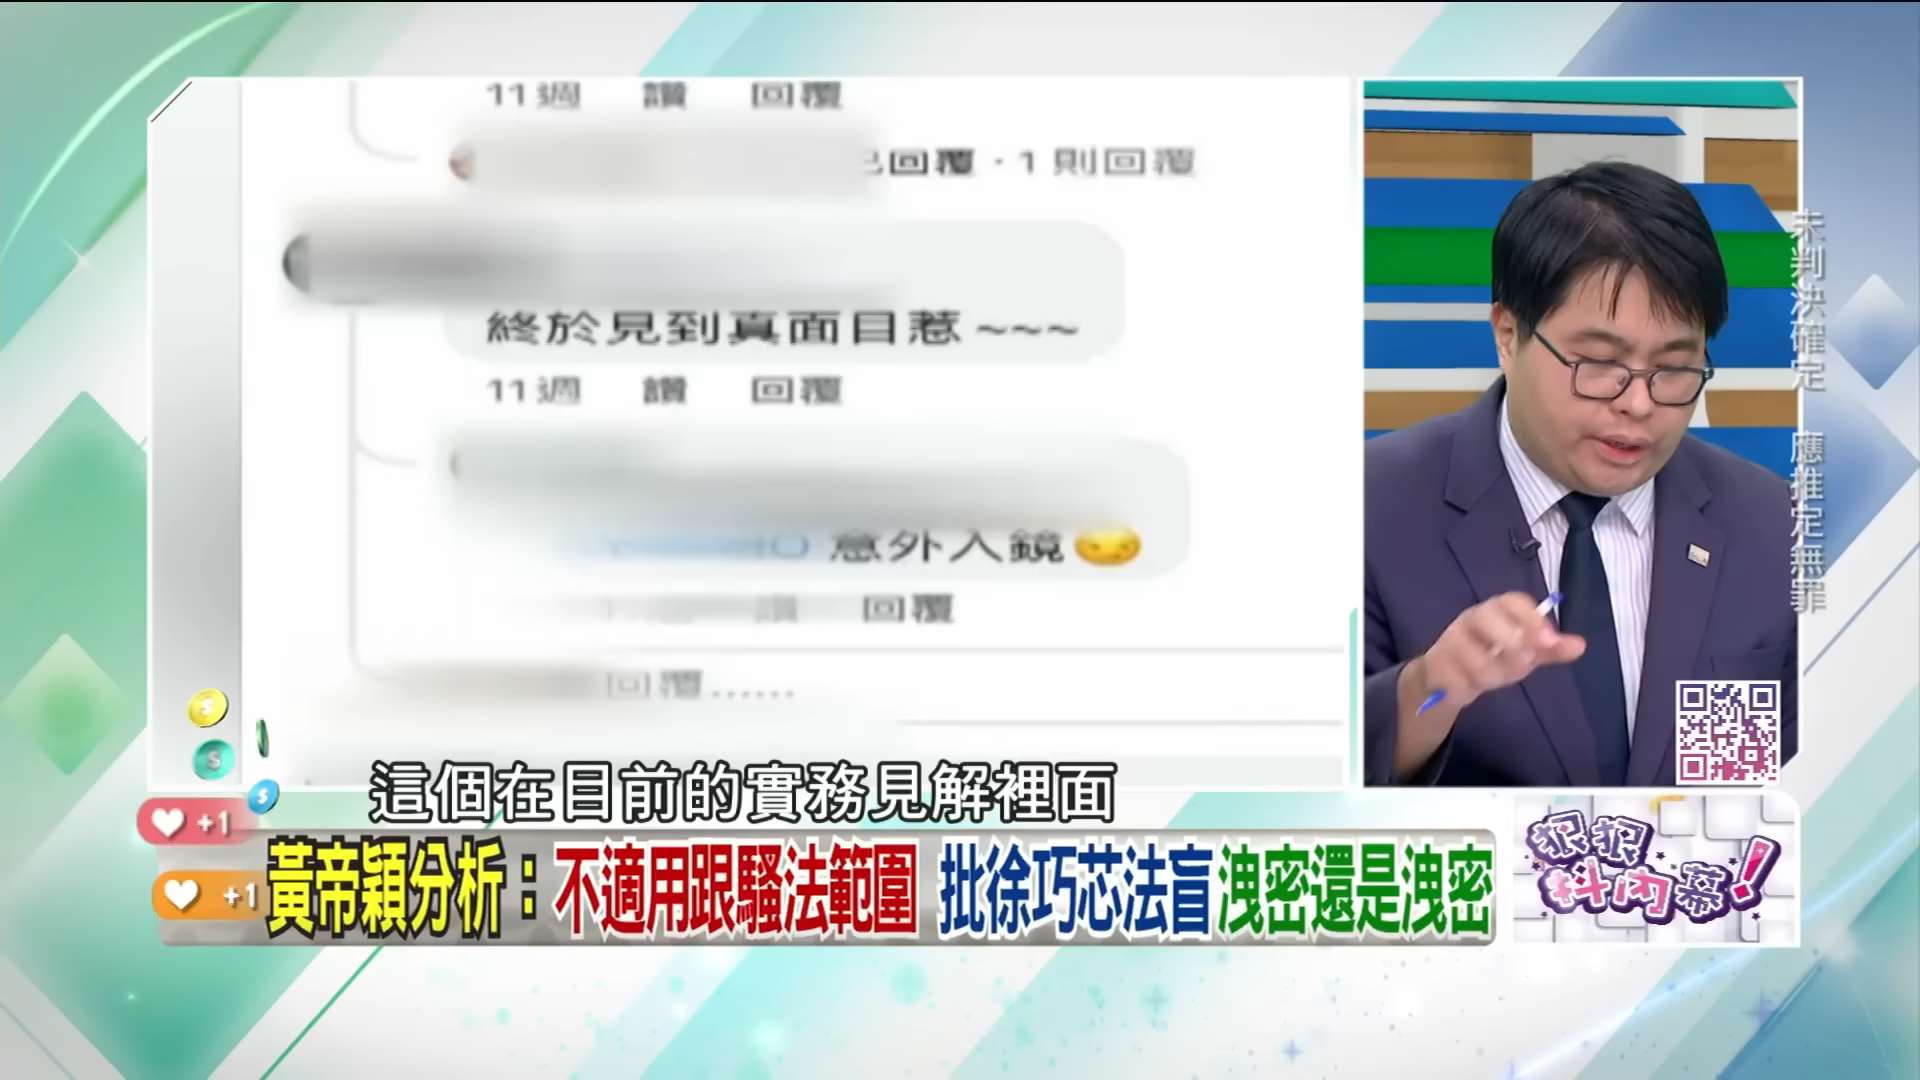 11週 讚 回覆
已回覆・1 則回覆
終於見到真面目惹 ~~~
11週 讚 回覆
意外入鏡
讚 回覆
回覆......
未判決確定 應推定無罪
這個在目前的實務見解裡面
+1
+1
黃帝穎分析：不適用跟騷法範圍 批徐巧芯法盲洩密還是洩密
狠狠抖內幕！